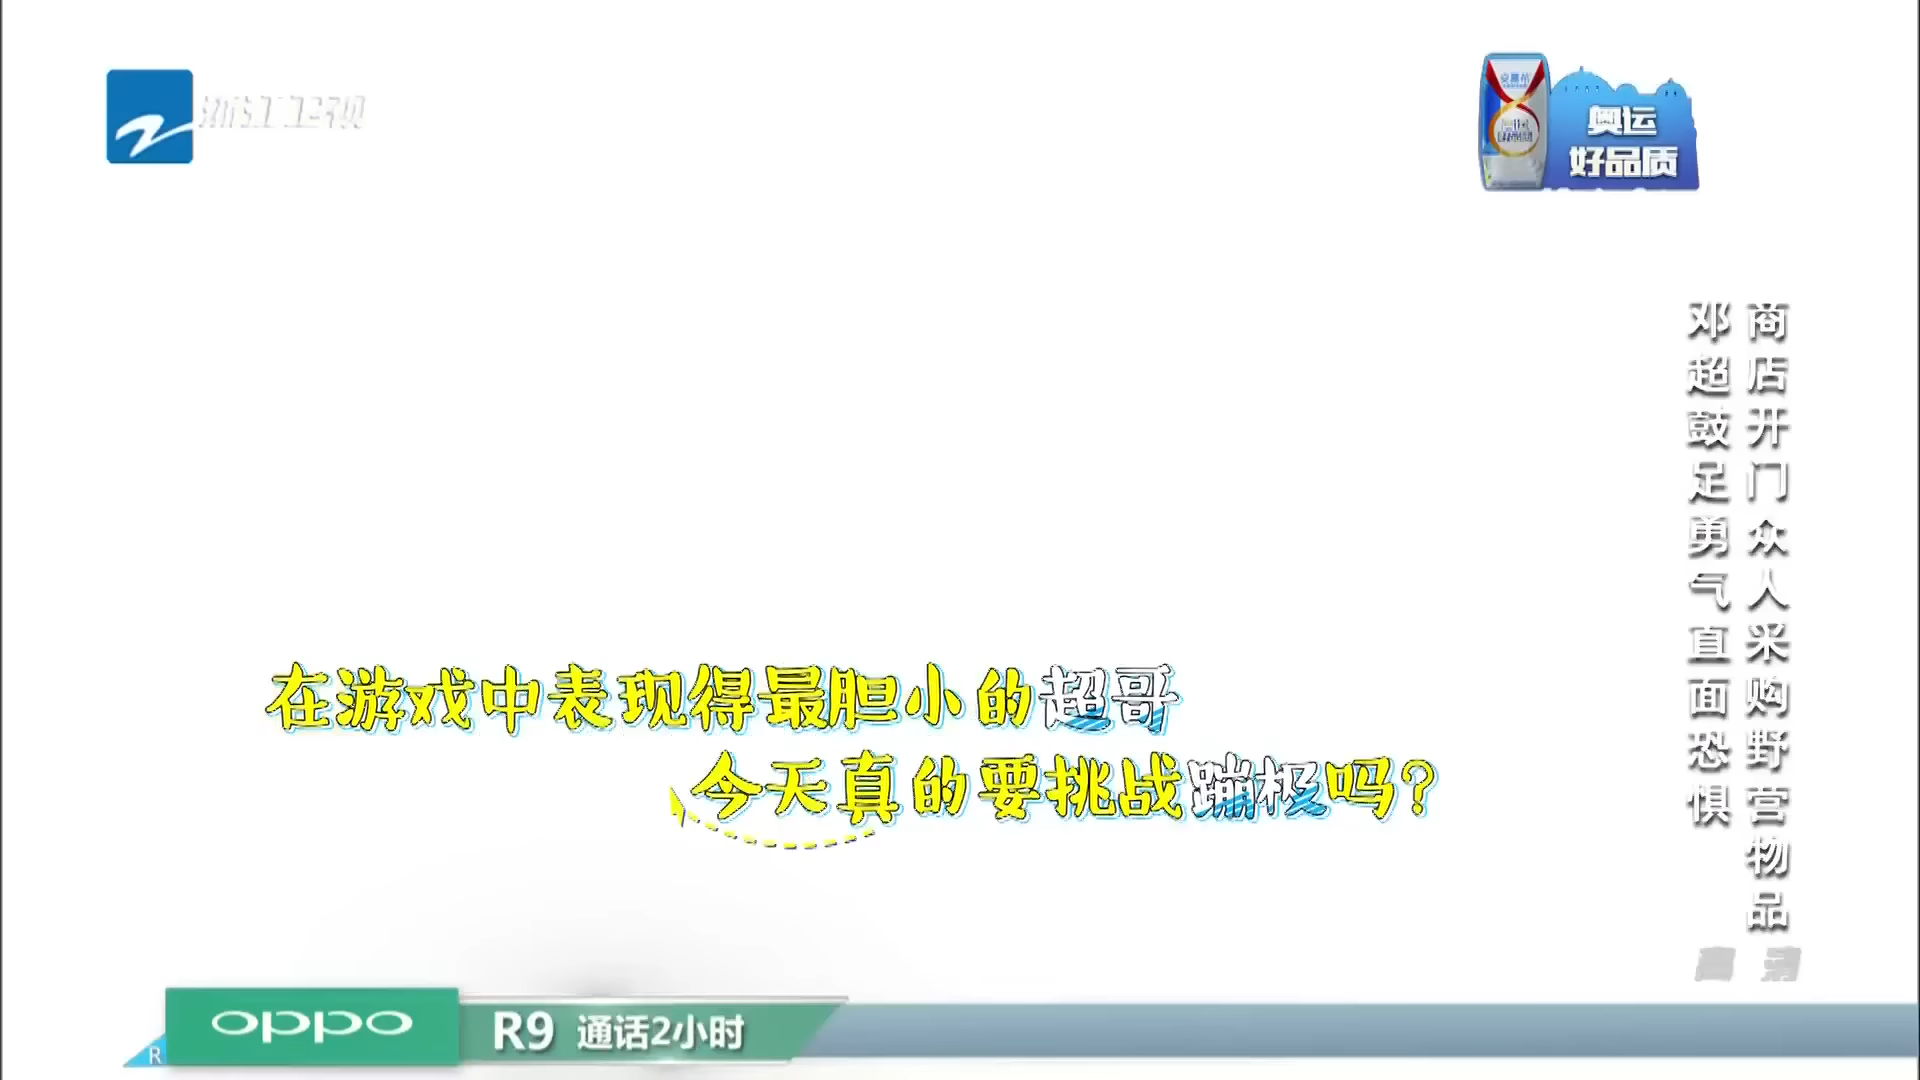 浙江卫视
奥运
好品质
商店开门众人采购野营物品
邓超鼓足勇气直面恐惧
在游戏中表现得最胆小的超哥
今天真的要挑战蹦极吗？
高清
oppo
R9 通话2小时
R